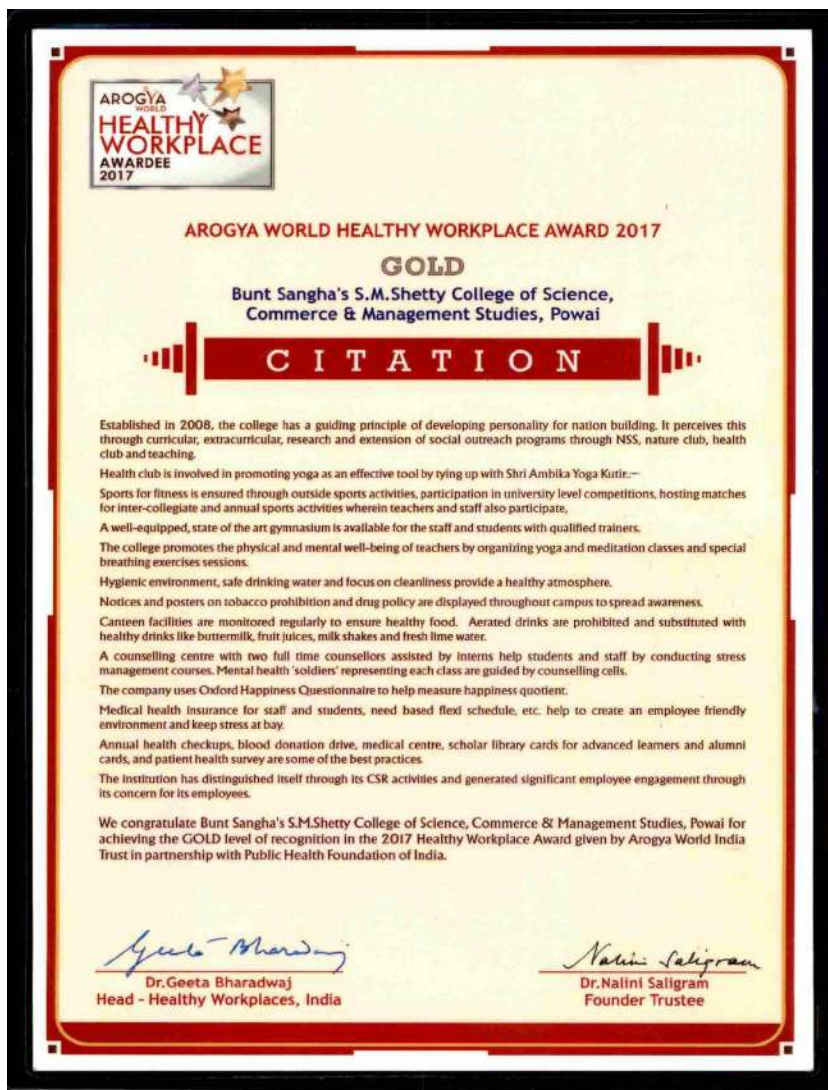 AROGYA
WORLD
HEALTHY
WORKPLACE
AWARDEE
2017
AROGYA WORLD HEALTHY WORKPLACE AWARD 2017
GOLD
Bunt Sangha's S.M.Shetty College of Science,
Commerce & Management Studies, Powai
CITATION
Established in 2008, the college has a guiding principle of developing personality for nation building. It perceives this
through curricular, extracurricular, research and extension of social outreach programs through NSS, nature club, health
club and teaching.
Health club is involved in promoting yoga as an effective tool by tying up with Shri Ambika Yoga Kutir.
Sports for fitness is ensured through outside sports activities, participation in university level competitions, hosting matches
for inter-collegiate and annual sports activities wherein teachers and staff also participate,
A well-equipped, state of the art gymnasium is available for the staff and students with qualified trainers.
The college promotes the physical and mental well-being of teachers by organizing yoga and meditation classes and special
breathing exercises sessions.
Hygienic environment, safe drinking water and focus on cleanliness provide a healthy atmosphere.
Notices and posters on tobacco prohibition and drug policy are displayed throughout campus to spread awareness.
Canteen facilities are monitored regularly to ensure healthy food. Aerated drinks are prohibited and substituted with
healthy drinks like buttermilk, fruit juices, milk shakes and fresh lime water.
A counselling centre with two full time counsellors assisted by interns help students and staff by conducting stress
management courses. Mental health 'soldiers' representing each class are guided by counselling cells.
The company uses Oxford Happiness Questionnaire to help measure happiness quotient.
Medical health insurance for staff and students, need based flexi schedule, etc. help to create an employee friendly
environment and keep stress at bay.
Annual health checkups, blood donation drive, medical centre, scholar library cards for advanced learners and alumni
cards, and patient health survey are some of the best practices.
The institution has distinguished itself through its CSR activities and generated significant employee engagement through
its concern for its employees.
We congratulate Bunt Sangha's S.M.Shetty College of Science, Commerce & Management Studies, Powai for
achieving the GOLD level of recognition in the 2017 Healthy Workplace Award given by Arogya World India
Trust in partnership with Public Health Foundation of India.
Geeta Bharadwaj
Dr.Geeta Bharadwaj
Head - Healthy Workplaces, India
Nalini Saligram
Dr.Nalini Saligram
Founder Trustee